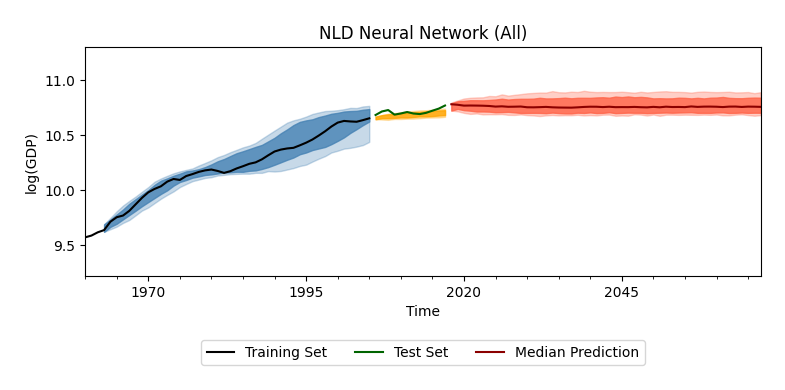 NLD Neural Network (All)
11.0
10.5
10.0
9.5
log(GDP)
1970 1995 2020 2045
Time
Training Set Test Set Median Prediction